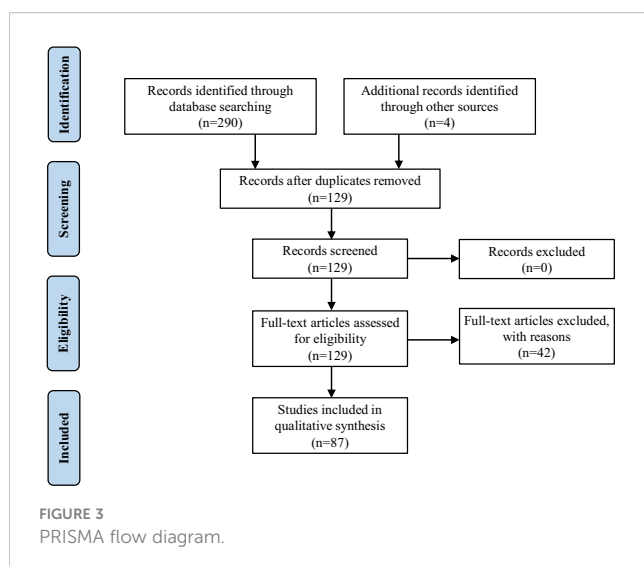 Identification
Records identified through
database searching
(n=290)
Additional records identified
through other sources
(n=4)
Screening
Records after duplicates removed
(n=129)
Records screened
(n=129)
Records excluded
(n=0)
Eligibility
Full-text articles assessed
for eligibility
(n=129)
Full-text articles excluded,
with reasons
(n=42)
Included
Studies included in
qualitative synthesis
(n=87)
FIGURE 3
PRISMA flow diagram.